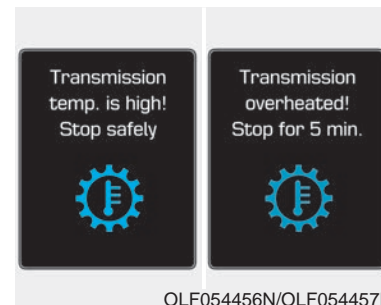 Transmission
temp. is high!
Stop safely
Transmission
overheated!
Stop for 5 min.
OLF054456N/OLF054457